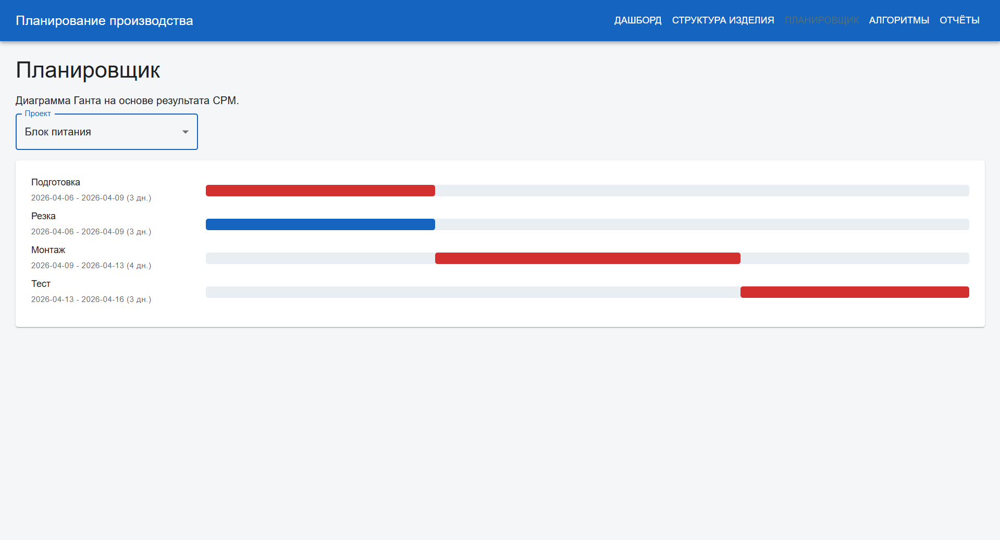 Планирование производства
ДАШБОРД СТРУКТУРА ИЗДЕЛИЯ ПЛАНИРОВЩИК АЛГОРИТМЫ ОТЧЁТЫ
Планировщик
Диаграмма Ганта на основе результата CPM.
Проект
Блок питания
Подготовка
2026-04-06 - 2026-04-09 (3 дн.)
Резка
2026-04-06 - 2026-04-09 (3 дн.)
Монтаж
2026-04-09 - 2026-04-13 (4 дн.)
Тест
2026-04-13 - 2026-04-16 (3 дн.)